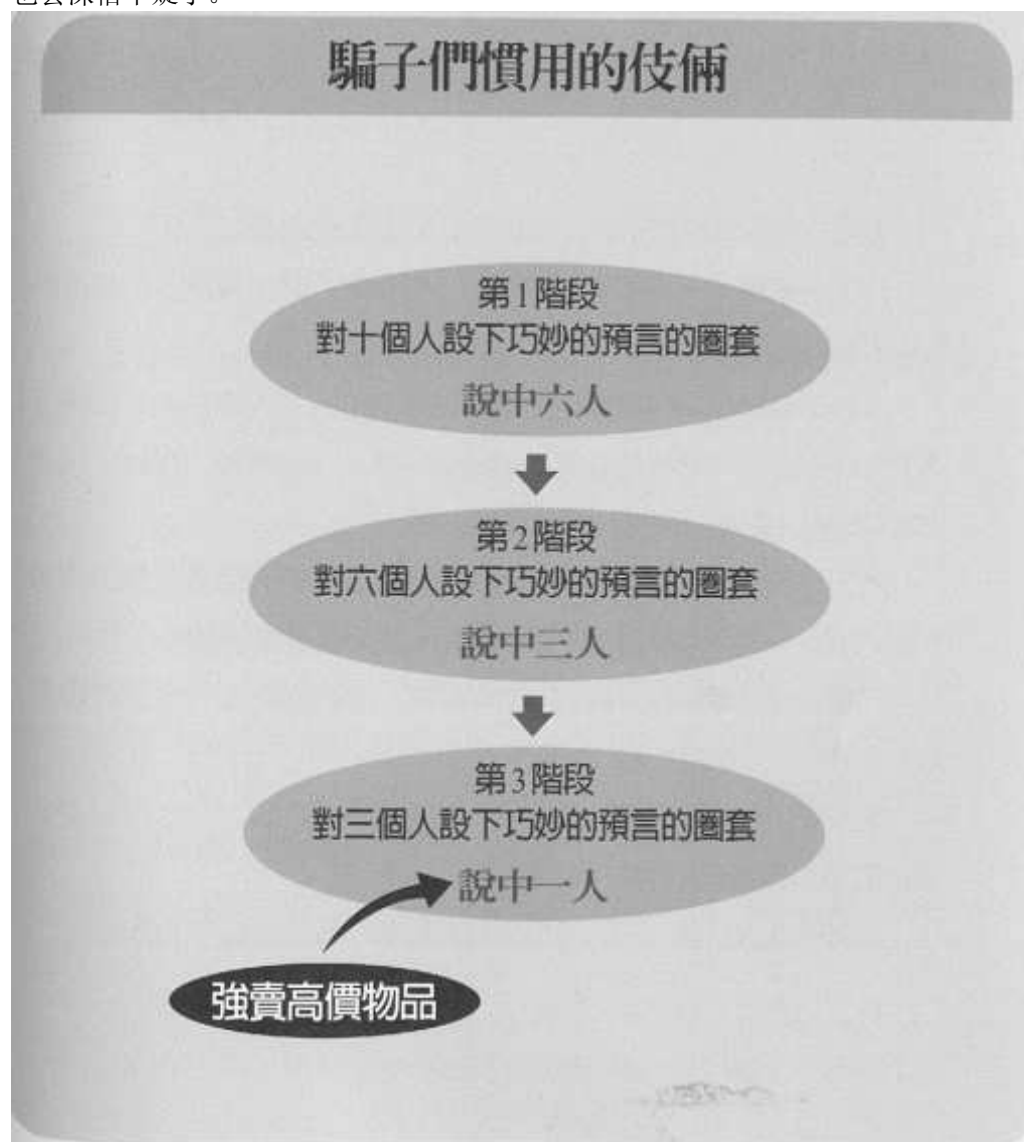 騙子們慣用的伎倆
第1階段
對十個人設下巧妙的預言的圈套
說中六人
第2階段
對六個人設下巧妙的預言的圈套
說中三人
第3階段
對三個人設下巧妙的預言的圈套
說中一人
強賣高價物品